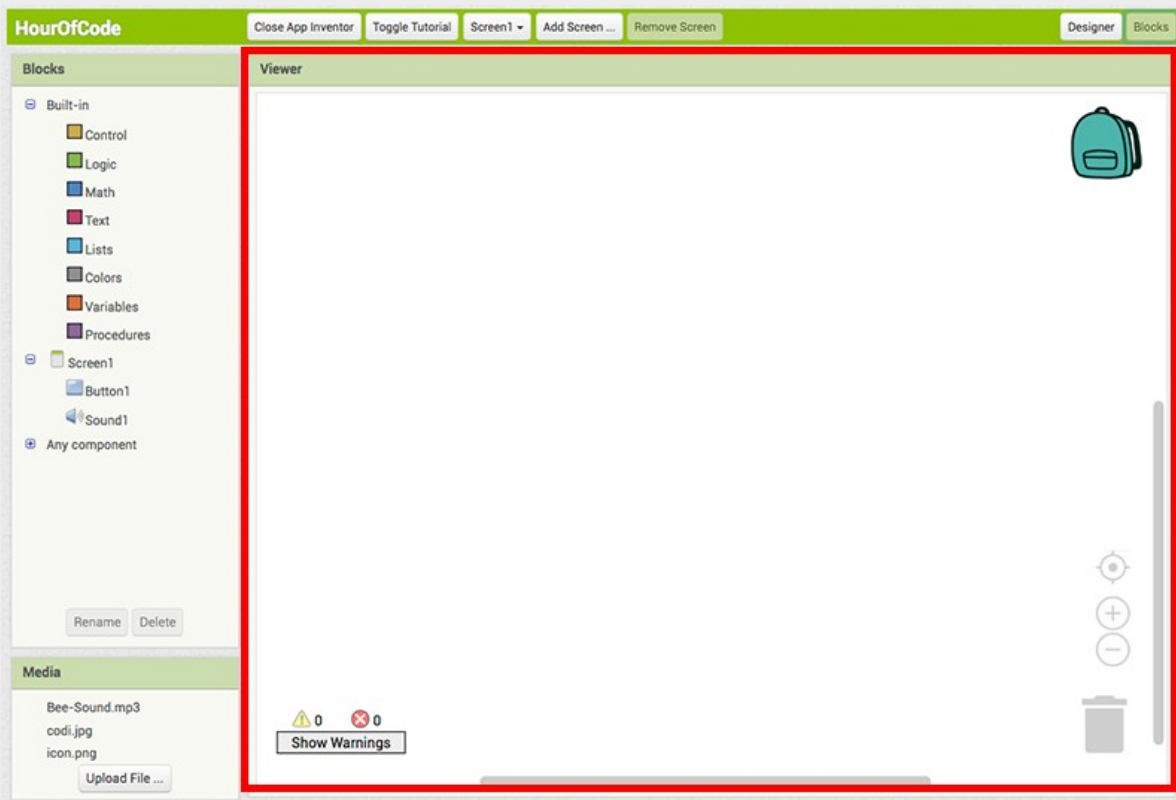 HourOfCode
Close App Inventor Toggle Tutorial Screen1 Add Screen ... Remove Screen
Designer Blocks
Blocks
Built-in
Control
Logic
Math
Text
Lists
Colors
Variables
Procedures
Screen1
Button1
Sound1
Any component
Rename Delete
Media
Bee-Sound.mp3
codi.jpg
icon.png
Upload File ...
Viewer
0 0
Show Warnings